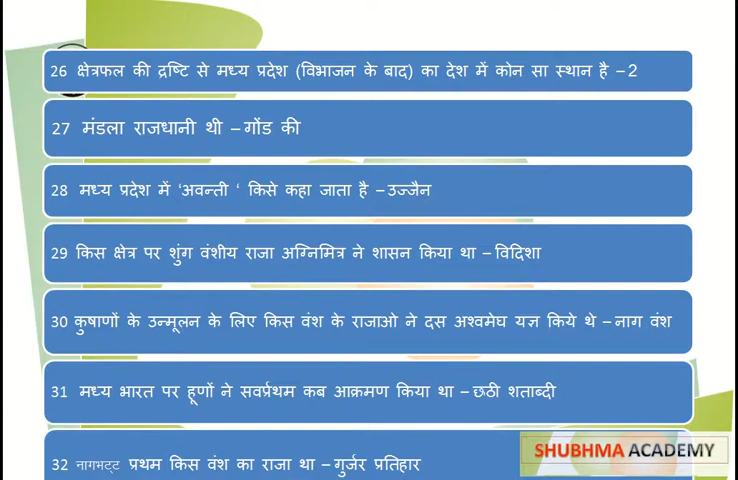 26 क्षेत्रफल की द्रष्टि से मध्य प्रदेश (विभाजन के बाद) का देश में कोन सा स्थान है – 2
27 मंडला राजधानी थी – गोंड की
28 मध्य प्रदेश में ‘अवन्ती ‘ किसे कहा जाता है – उज्जैन
29 किस क्षेत्र पर शुंग वंशीय राजा अग्निमित्र ने शासन किया था – विदिशा
30 कुषाणों के उन्मूलन के लिए किस वंश के राजाओ ने दस अश्वमेघ यज्ञ किये थे – नाग वंश
31 मध्य भारत पर हूणों ने सवर्प्रथम कब आक्रमण किया था – छठी शताब्दी
32 नागभट्ट प्रथम किस वंश का राजा था – गुर्जर प्रतिहार
SHUBHMA ACADEMY